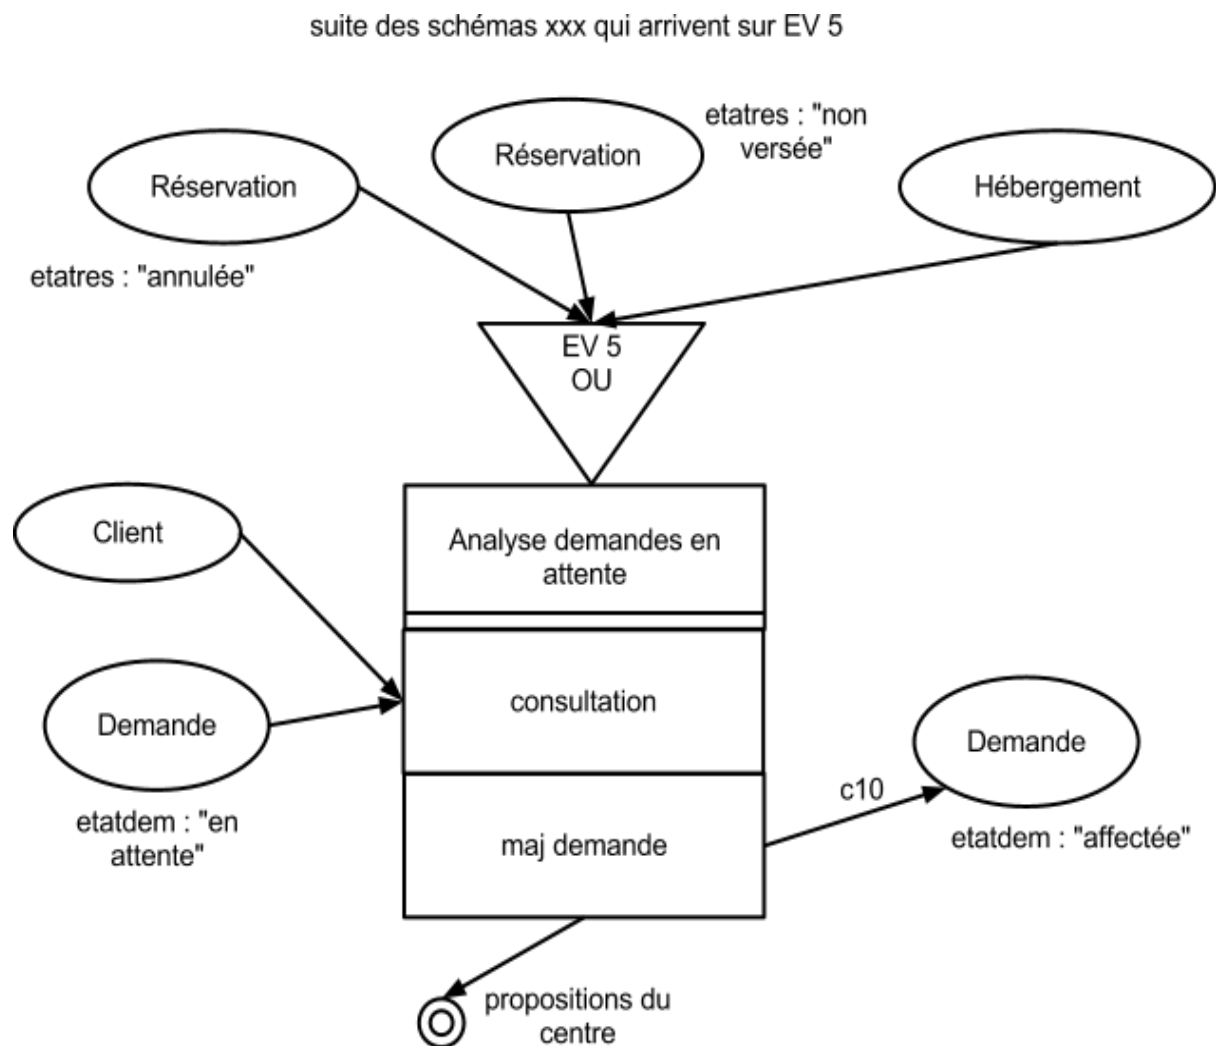 suite des schémas xxx qui arrivent sur EV 5
Réservation
etatres : "annulée"
Réservation
etatres : "non
versée"
Hébergement
EV 5
OU
Analyse demandes en
attente
Client
consultation
Demande
etatdem : "en
attente"
maj demande
c10
Demande
etatdem : "affectée"
propositions du
centre